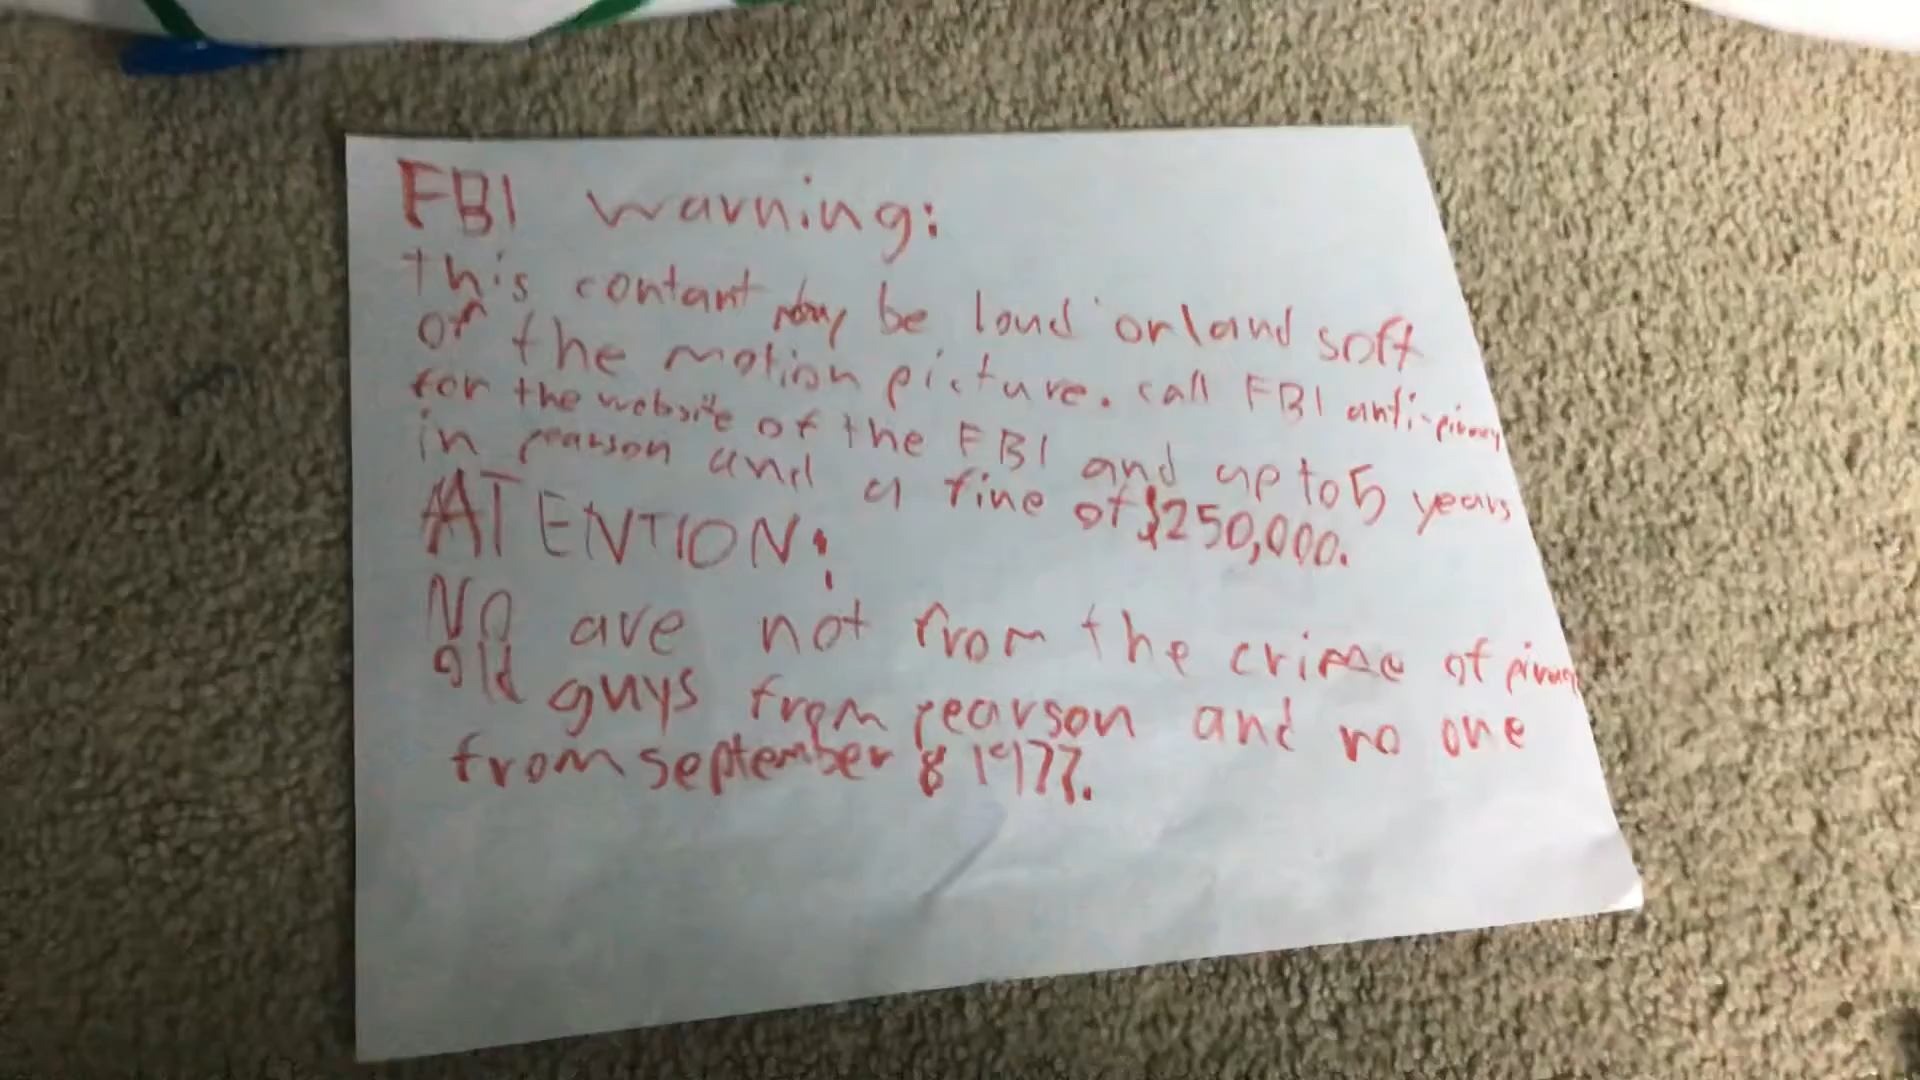 FBI warning:
this contant may be loud or/and soft
of the motion picture. call FBI anti-piracy
for the website of the FBI and up to 5 years
in pearson and a fine of $250,000.
ATENTION:
No are not from the crime of piracy
old guys from pearson and no one
from september 8 1977.